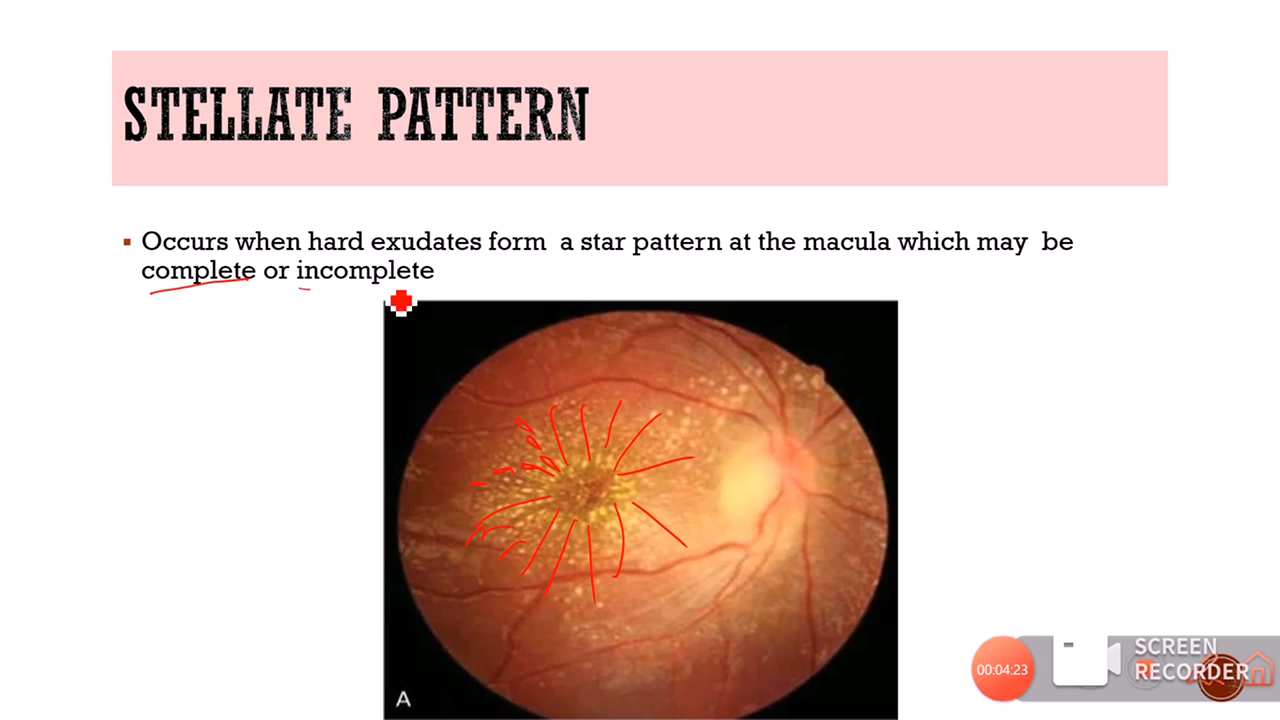 STELLATE PATTERN
Occurs when hard exudates form a star pattern at the macula which may be
complete or incomplete
A
00:04:23
SCREEN
RECORDER